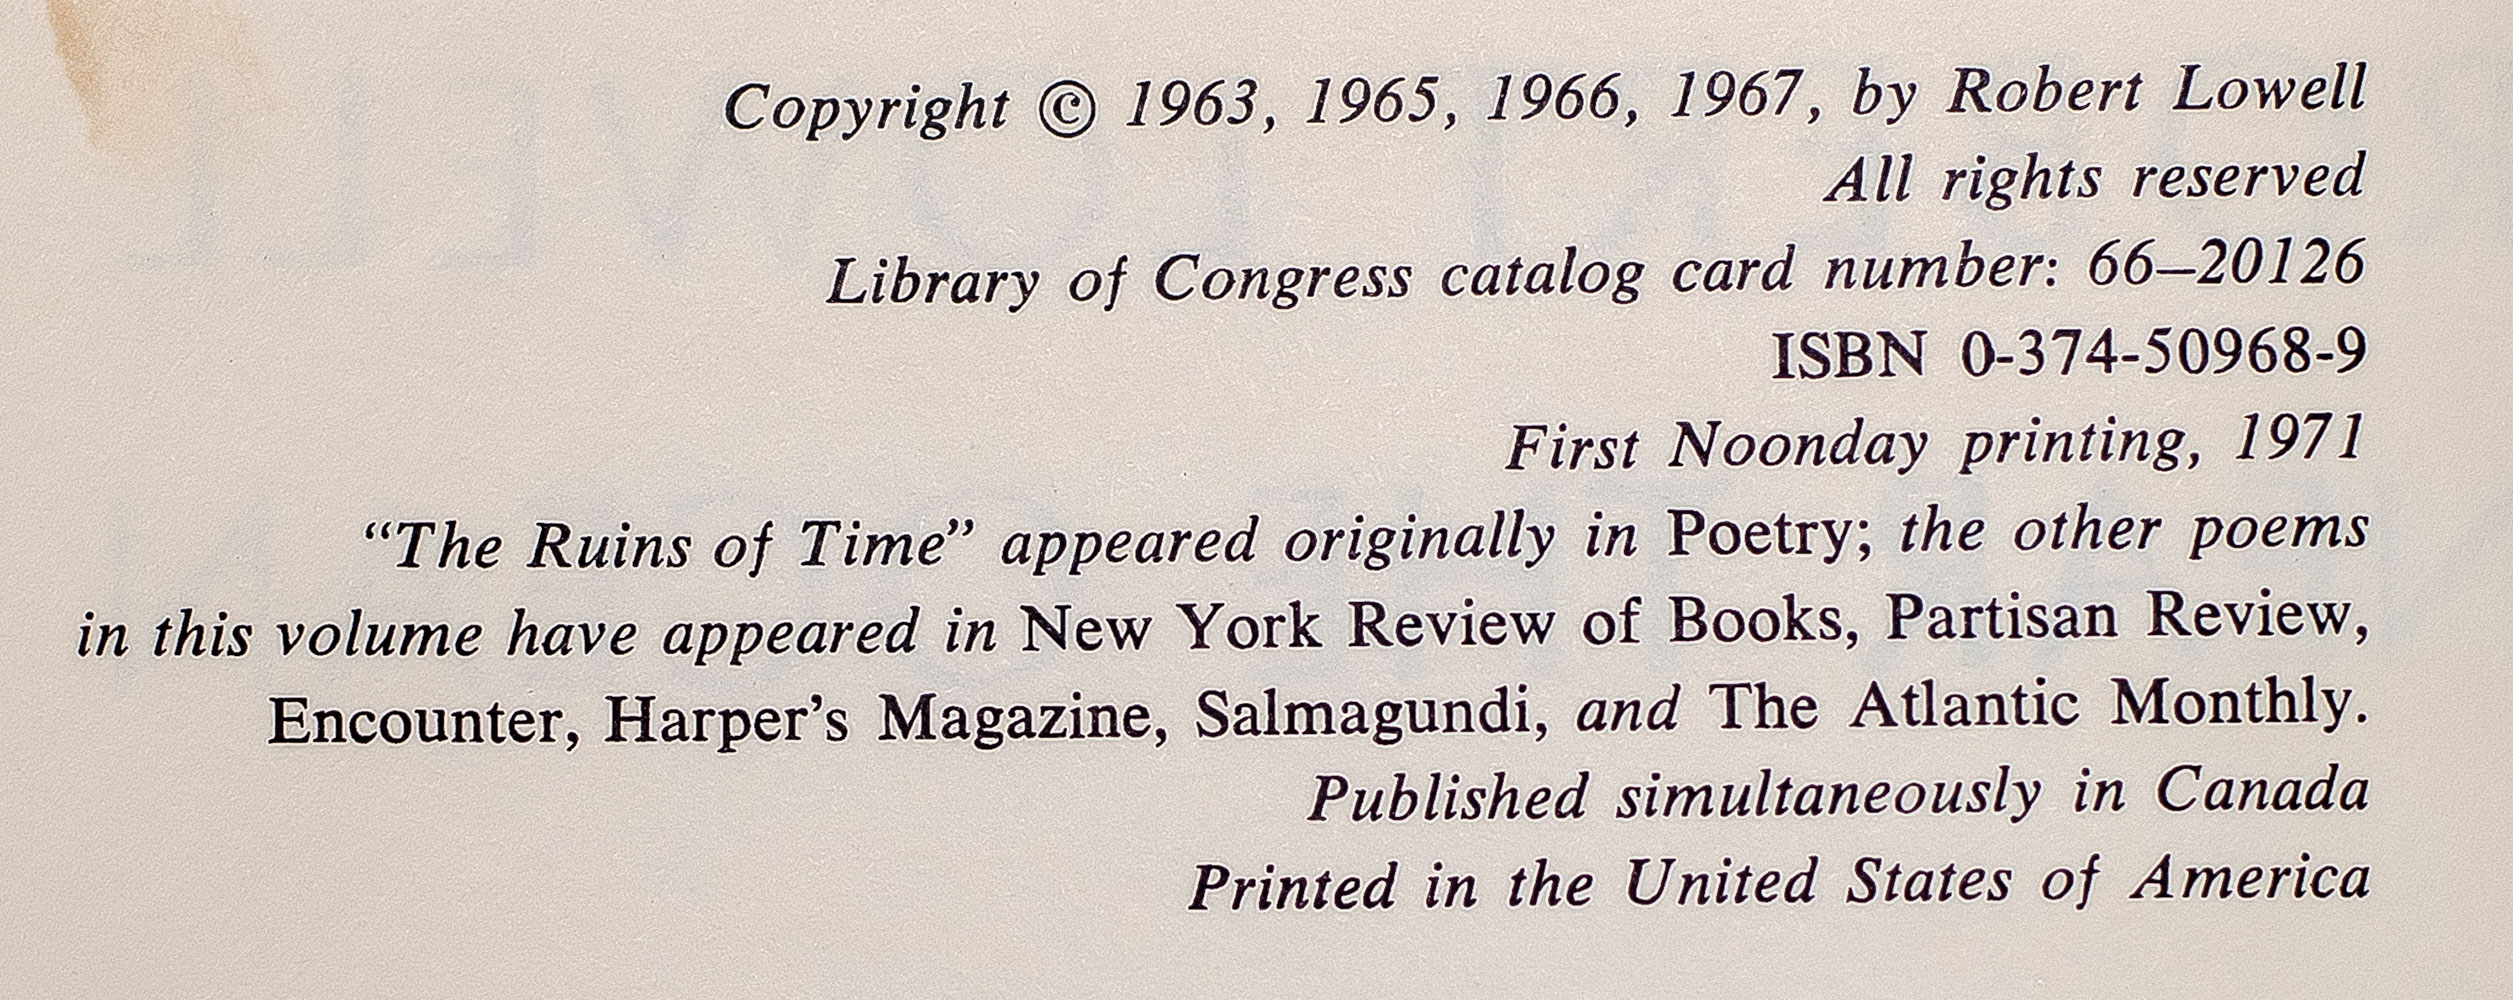 Copyright © 1963, 1965, 1966, 1967, by Robert Lowell
All rights reserved
Library of Congress catalog card number: 66–20126
ISBN 0-374-50968-9
First Noonday printing, 1971
“The Ruins of Time” appeared originally in Poetry; the other poems
in this volume have appeared in New York Review of Books, Partisan Review,
Encounter, Harper’s Magazine, Salmagundi, and The Atlantic Monthly.
Published simultaneously in Canada
Printed in the United States of America